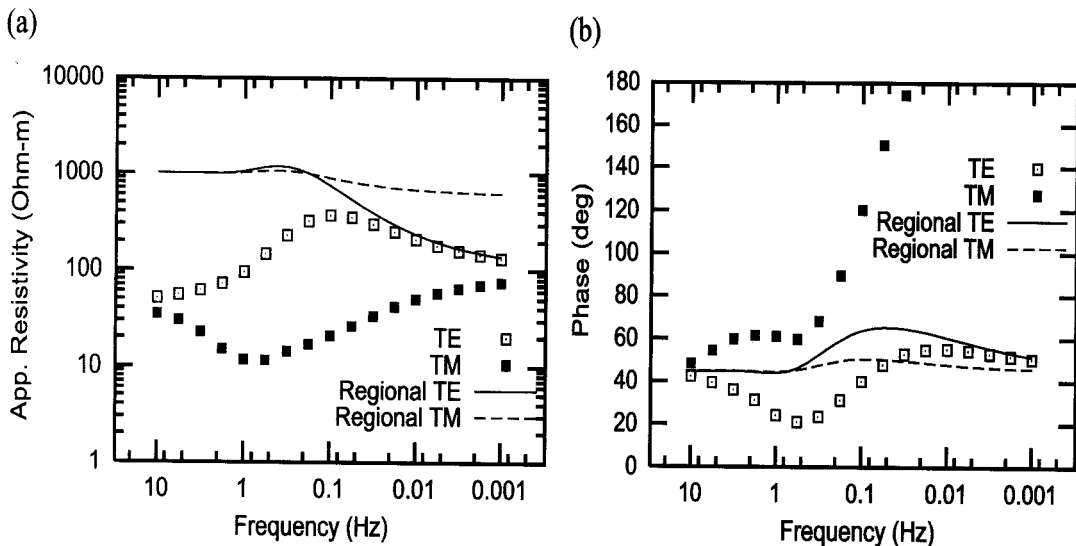 (a)
App. Resistivity (Ohm-m)
10000
1000
100
10
1
TE
TM
Regional TE
Regional TM
10 1 0.1 0.01 0.001
Frequency (Hz)
(b)
Phase (deg)
180
160
140
120
100
80
60
40
20
0
TE
TM
Regional TE
Regional TM
10 1 0.1 0.01 0.001
Frequency (Hz)